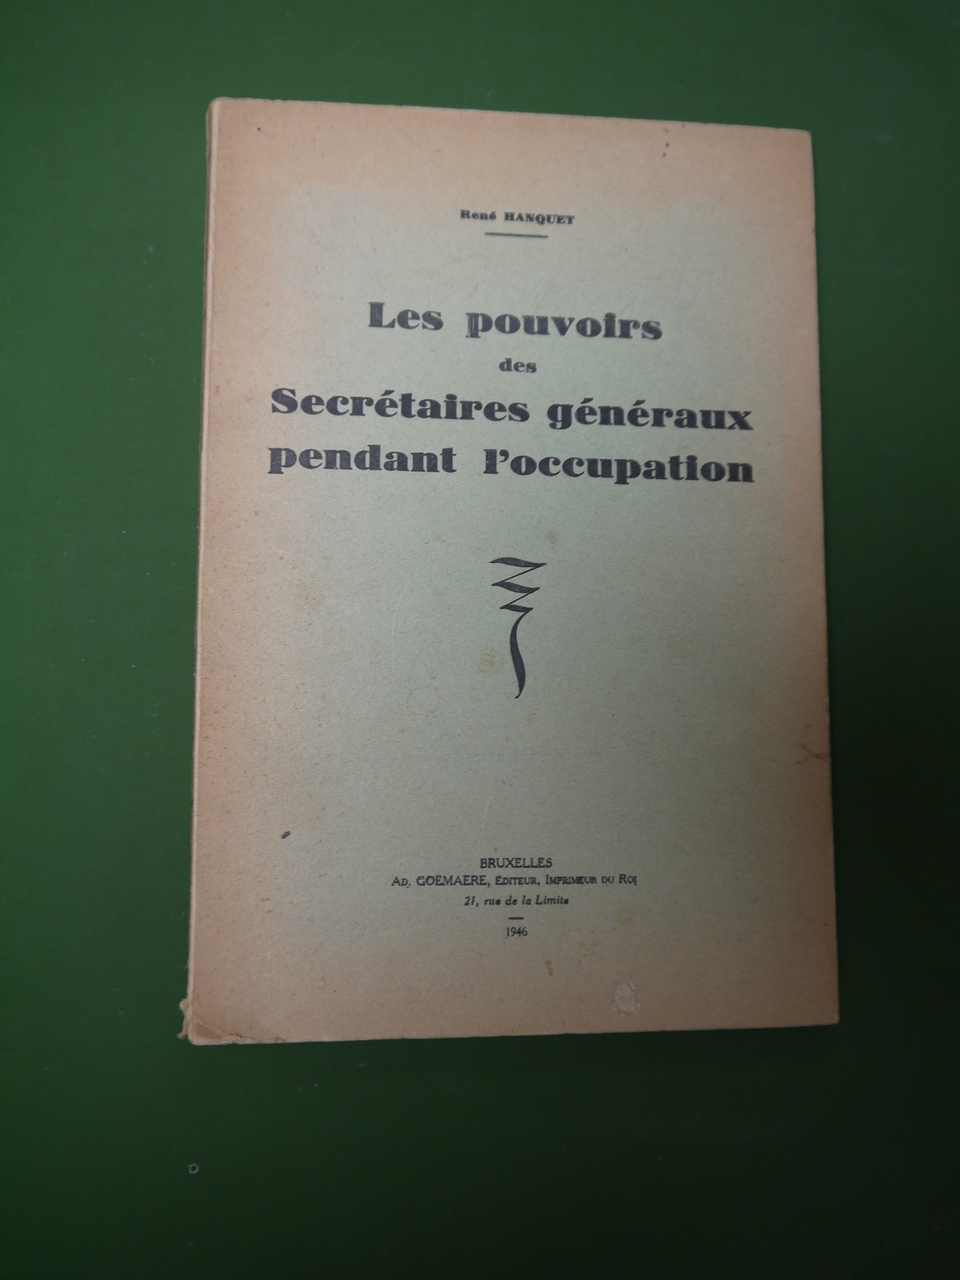 René HANQUET
Les pouvoirs
des
Secrétaires généraux
pendant l'occupation
BRUXELLES
AD. GOEMAERE, ÉDITEUR, IMPRIMEUR DU ROI
21, rue de la Limite
1946